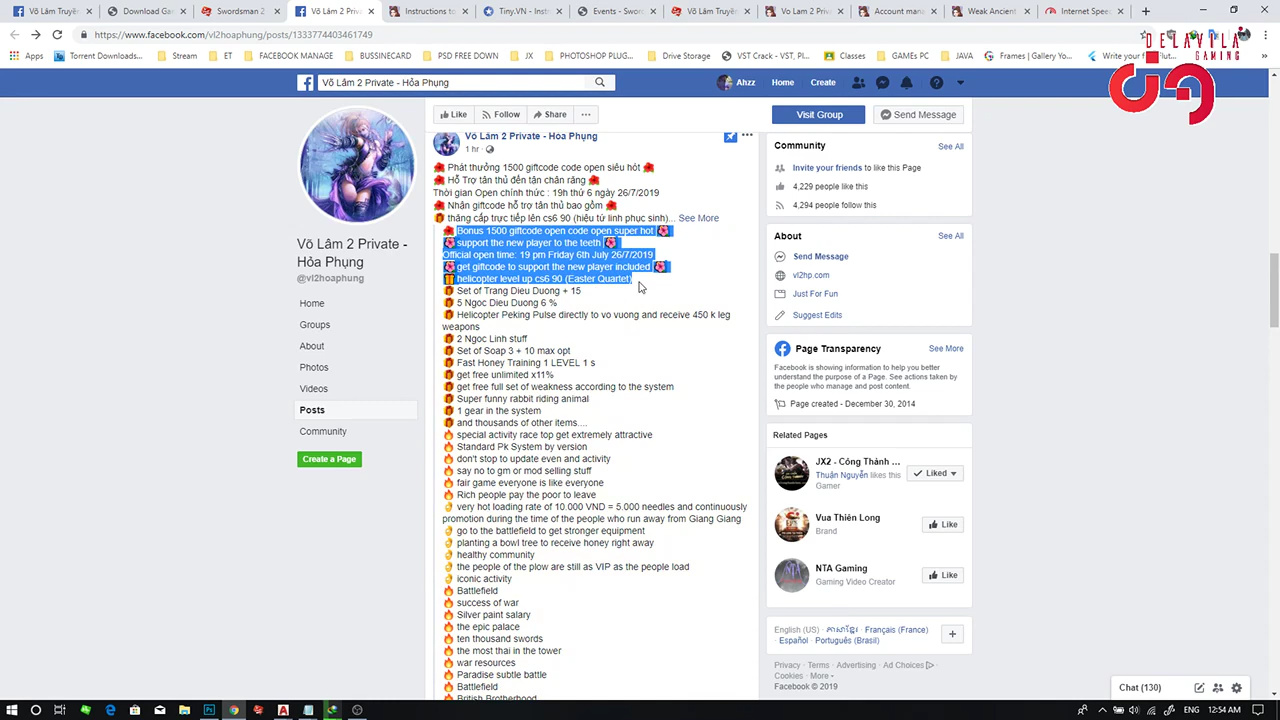 Võ Lâm Truyền
Download Gam
Swordsman 2
Võ Lâm 2 Priva
Instructions to
Tiny.VN - Instr
Events - Sword
Võ Lâm Truyền
Vo Lam 2 Priva
Account mana
Weak Ancient
Internet Speed
https://www.facebook.com/vl2hoaphung/posts/1333774403461749
Apps
Torrent Downloads...
Stream
ET
FACEBOOK MANAGE
BUSSINECARD
PSD FREE DOWN
JX
PHOTOSHOP PLUG...
Drive Storage
VST Crack - VST, Pl...
Classes
GAMEs PC
JAVA
Frames | Gallery Yo...
Write your
DELAVILA
GAMING
Võ Lâm 2 Private - Hỏa Phụng
Ahzz
Home
Create
Like
Follow
Share
...
Visit Group
Send Message
Võ Lâm 2 Private - Hỏa Phụng
1 hr
Phát thưởng 1500 giftcode code open siêu hót
Hỗ Trợ tân thủ đến tận chân răng
Thời gian Open chính thức : 19h thứ 6 ngày 26/7/2019
Nhận giftcode hỗ trợ tân thủ bao gồm
thăng cấp trực tiếp lên cs6 90 (hiệu tứ linh phục sinh)... See More
Bonus 1500 giftcode open code open super hot
support the new player to the teeth
Official open time: 19 pm Friday 6th July 26/7/2019
get giftcode to support the new player included
helicopter level up cs6 90 (Easter Quartet)
Set of Trang Dieu Duong + 15
5 Ngoc Dieu Duong 6 %
Helicopter Peking Pulse directly to vo vuong and receive 450 k leg
weapons
2 Ngoc Linh stuff
Set of Soap 3 + 10 max opt
Fast Honey Training 1 LEVEL 1 s
get free unlimited x11%
get free full set of weakness according to the system
Super funny rabbit riding animal
1 gear in the system
and thousands of other items....
special activity race top get extremely attractive
Standard Pk System by version
don't stop to update even and activity
say no to gm or mod selling stuff
fair game everyone is like everyone
Rich people pay the poor to leave
very hot loading rate of 10.000 VND = 5.000 needles and continuously
promotion during the time of the people who run away from Giang Giang
go to the battlefield to get stronger equipment
planting a bowl tree to receive honey right away
healthy community
the people of the plow are still as VIP as the people load
iconic activity
Battlefield
success of war
Silver paint salary
the epic palace
ten thousand swords
the most thai in the tower
war resources
Paradise subtle battle
Battlefield
British Brotherhood
Võ Lâm 2 Private -
Hỏa Phụng
@vl2hoaphung
Home
Groups
About
Photos
Videos
Posts
Community
Create a Page
Community
See All
Invite your friends to like this Page
4,229 people like this
4,294 people follow this
About
See All
Send Message
vl2hp.com
Just For Fun
Suggest Edits
Page Transparency
See More
Facebook is showing information to help you better
understand the purpose of a Page. See actions taken by
the people who manage and post content.
Page created - December 30, 2014
Related Pages
JX2 - Công Thành ...
Thuận Nguyễn likes this
Gamer
Liked
Vua Thiên Long
Brand
Like
NTA Gaming
Gaming Video Creator
Like
English (US) · ភាសាខ្មែរ · Français (France)
· Español · Português (Brasil)
Privacy · Terms · Advertising · Ad Choices
Cookies · More
Facebook © 2019
Chat (130)
12:54 AM